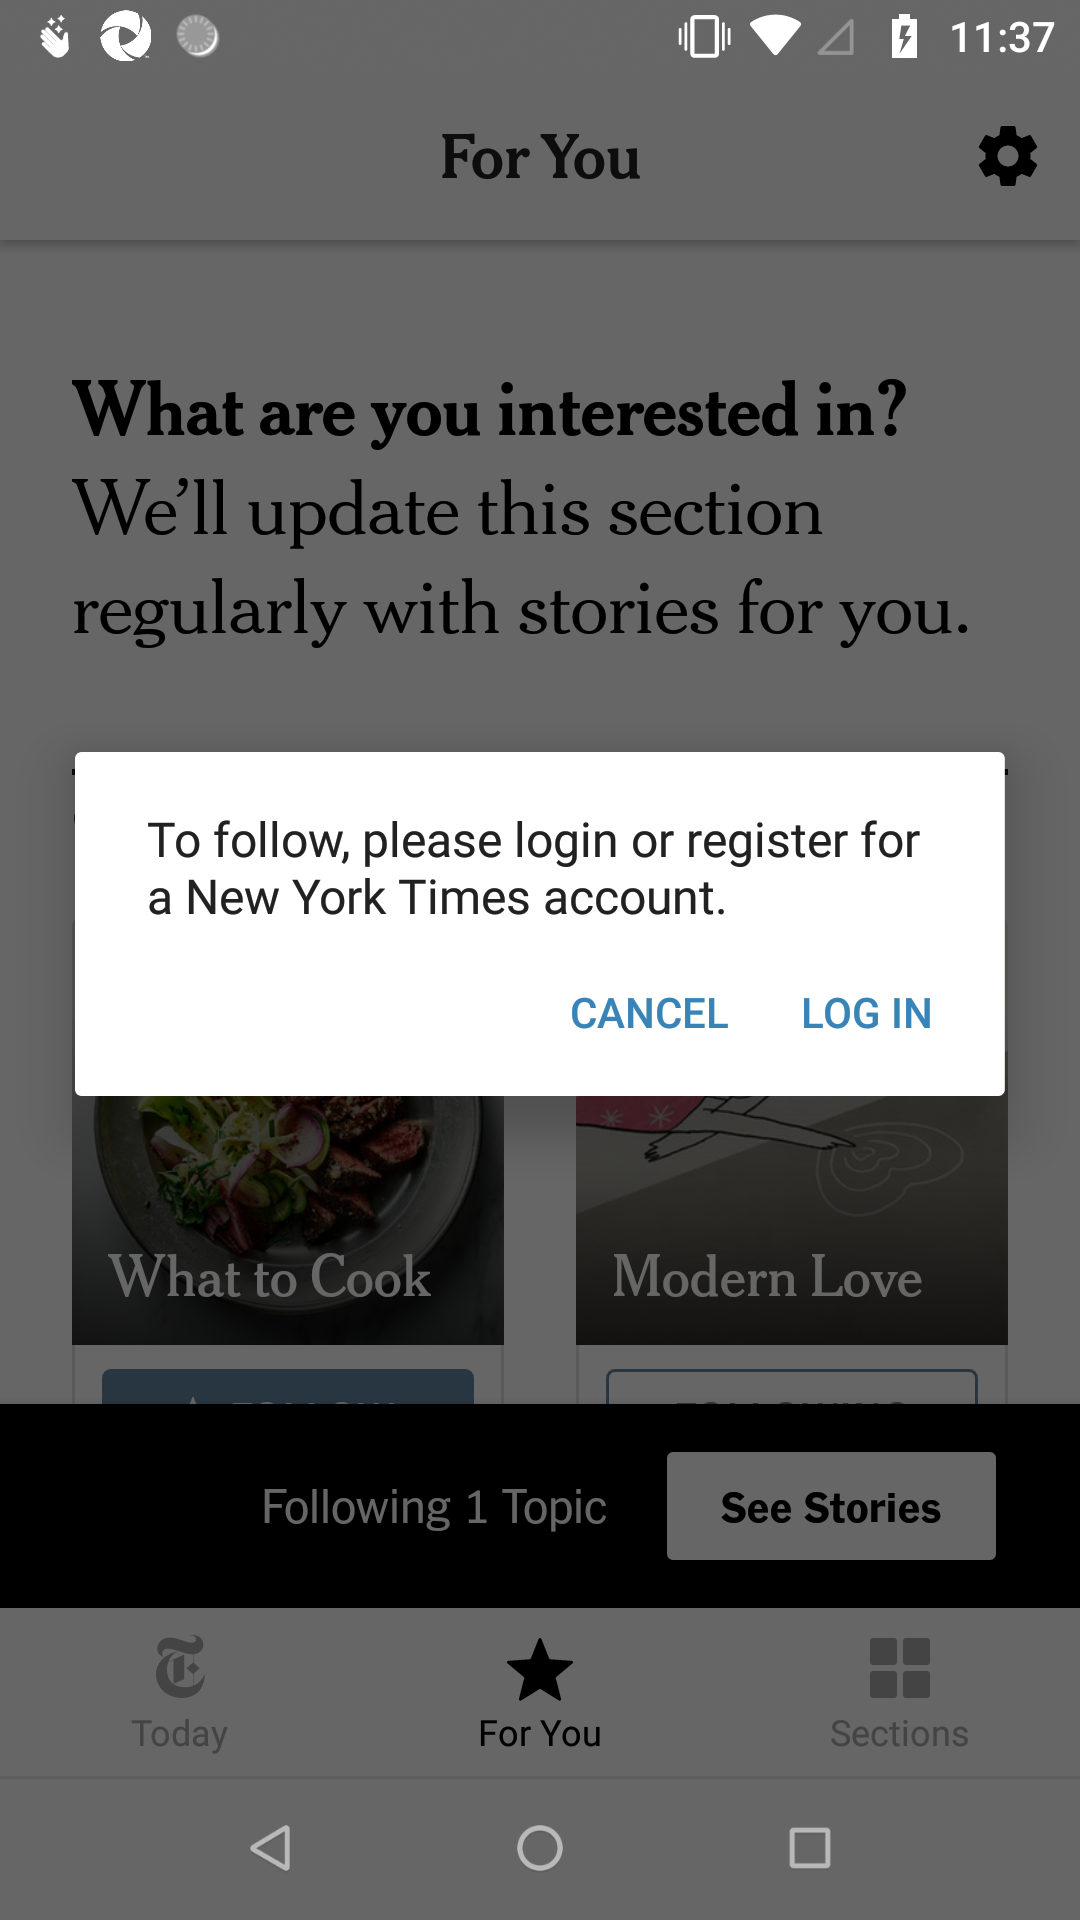 11:37
For You
What are you interested in?
We’ll update this section
regularly with stories for you.
To follow, please login or register for
a New York Times account.
CANCEL LOG IN
What to Cook
Modern Love
Following 1 Topic
See Stories
Today
For You
Sections